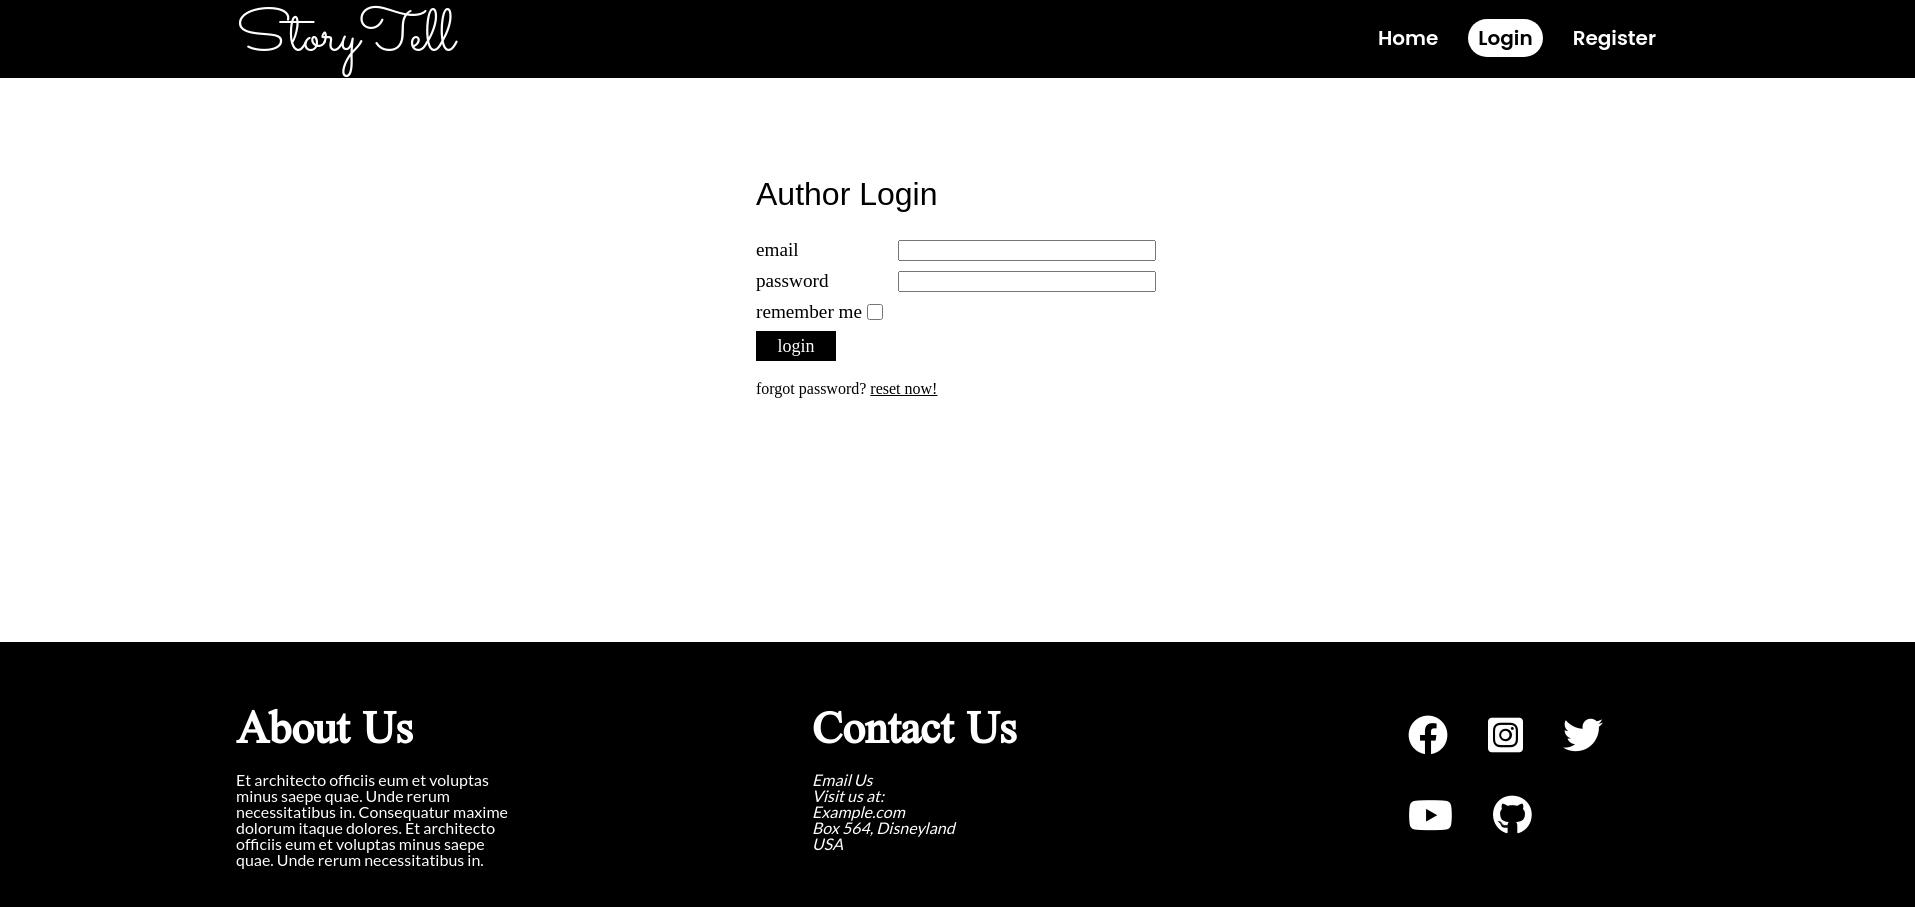 StoryTell
Home
Login
Register
Author Login
email
password
remember me
login
forgot password? reset now!
About Us
Et architecto officiis eum et voluptas
minus saepe quae. Unde rerum
necessitatibus in. Consequatur maxime
dolorum itaque dolores. Et architecto
officiis eum et voluptas minus saepe
quae. Unde rerum necessitatibus in.
Contact Us
Email Us
Visit us at:
Example.com
Box 564, Disneyland
USA